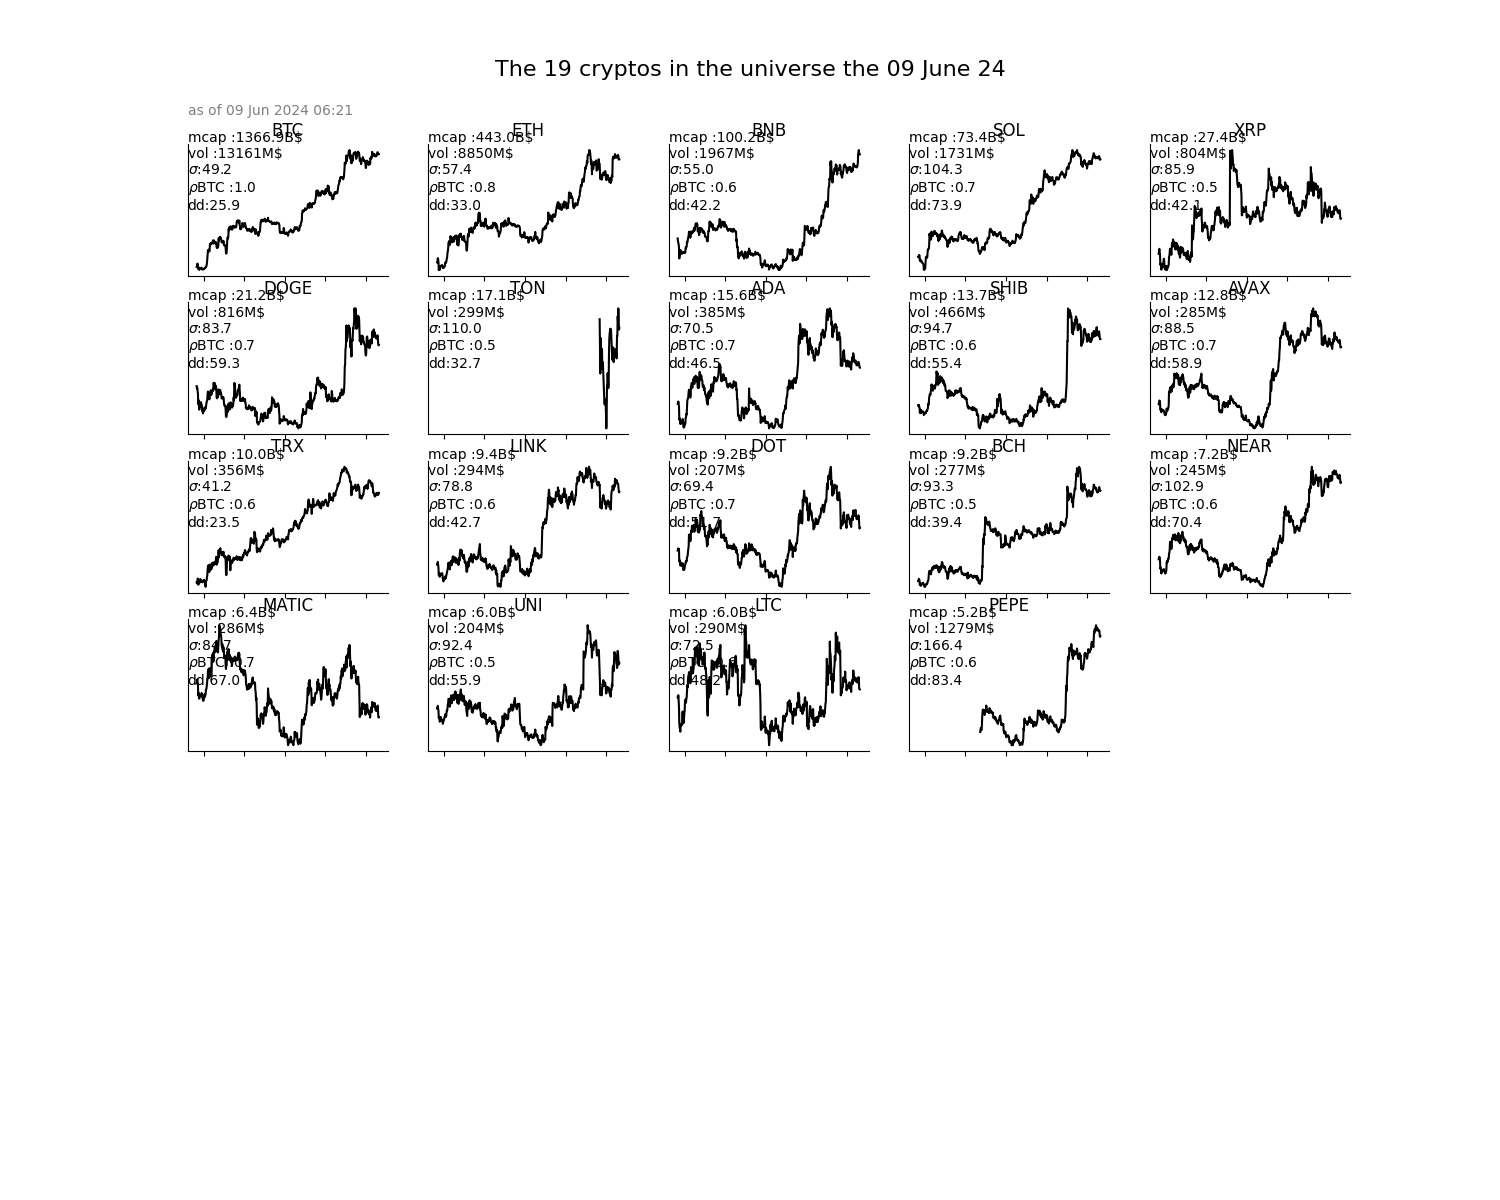 The 19 cryptos in the universe the 09 June 24
as of 09 Jun 2024 06:21
BTC
mcap :1366.9B$
vol :13161M$
σ:49.2
ρBTC :1.0
dd:25.9
ETH
mcap :443.0B$
vol :8850M$
σ:57.4
ρBTC :0.8
dd:33.0
BNB
mcap :100.2B$
vol :1967M$
σ:55.0
ρBTC :0.6
dd:42.2
SOL
mcap :73.4B$
vol :1731M$
σ:104.3
ρBTC :0.7
dd:73.9
XRP
mcap :27.4B$
vol :804M$
σ:85.9
ρBTC :0.5
dd:42.1
DOGE
mcap :21.2B$
vol :816M$
σ:83.7
ρBTC :0.7
dd:59.3
TON
mcap :17.1B$
vol :299M$
σ:110.0
ρBTC :0.5
dd:32.7
ADA
mcap :15.6B$
vol :385M$
σ:70.5
ρBTC :0.7
dd:46.5
SHIB
mcap :13.7B$
vol :466M$
σ:94.7
ρBTC :0.6
dd:55.4
AVAX
mcap :12.8B$
vol :285M$
σ:88.5
ρBTC :0.7
dd:58.9
TRX
mcap :10.0B$
vol :356M$
σ:41.2
ρBTC :0.6
dd:23.5
LINK
mcap :9.4B$
vol :294M$
σ:78.8
ρBTC :0.6
dd:42.7
DOT
mcap :9.2B$
vol :207M$
σ:69.4
ρBTC :0.7
BCH
mcap :9.2B$
vol :277M$
σ:93.3
ρBTC :0.5
dd:39.4
NEAR
mcap :7.2B$
vol :245M$
σ:102.9
ρBTC :0.6
dd:70.4
MATIC
mcap :6.4B$
vol :286M$
σ:84.7
ρBTC :0.7
dd:67.0
UNI
mcap :6.0B$
vol :204M$
σ:92.4
ρBTC :0.5
dd:55.9
LTC
mcap :6.0B$
vol :290M$
σ:72.5
ρBTC
dd:48.2
PEPE
mcap :5.2B$
vol :1279M$
σ:166.4
ρBTC :0.6
dd:83.4